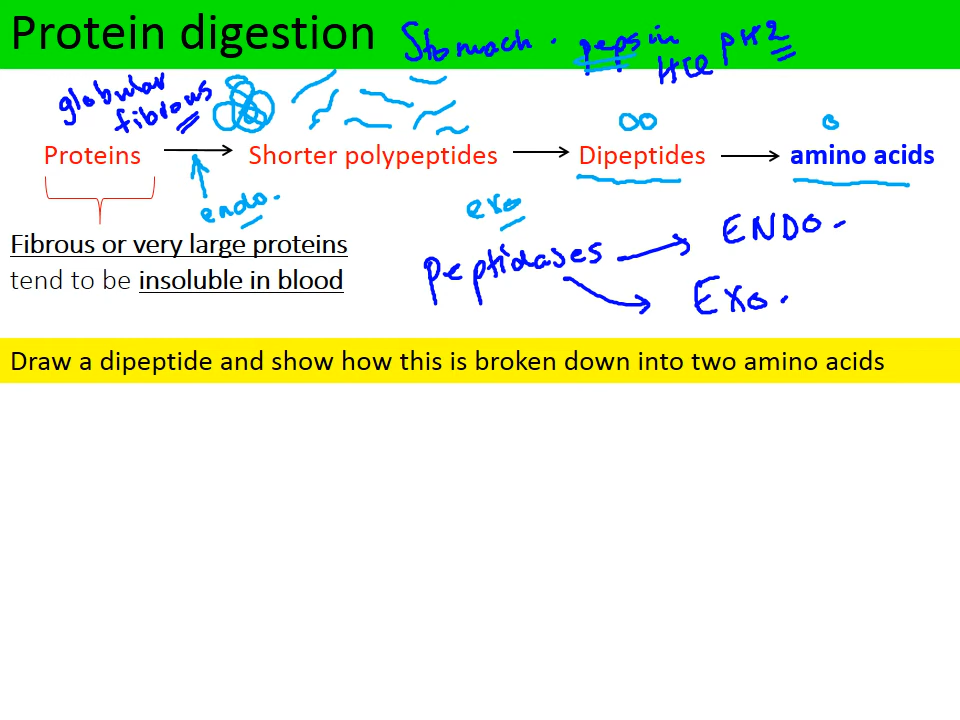 Protein digestion Stomach. pepsin pH2
HCl
globular
fibrous
Proteins Shorter polypeptides Dipeptides amino acids
endo. exo
Fibrous or very large proteins
tend to be insoluble in blood
peptidases ENDO.
EXO.
Draw a dipeptide and show how this is broken down into two amino acids